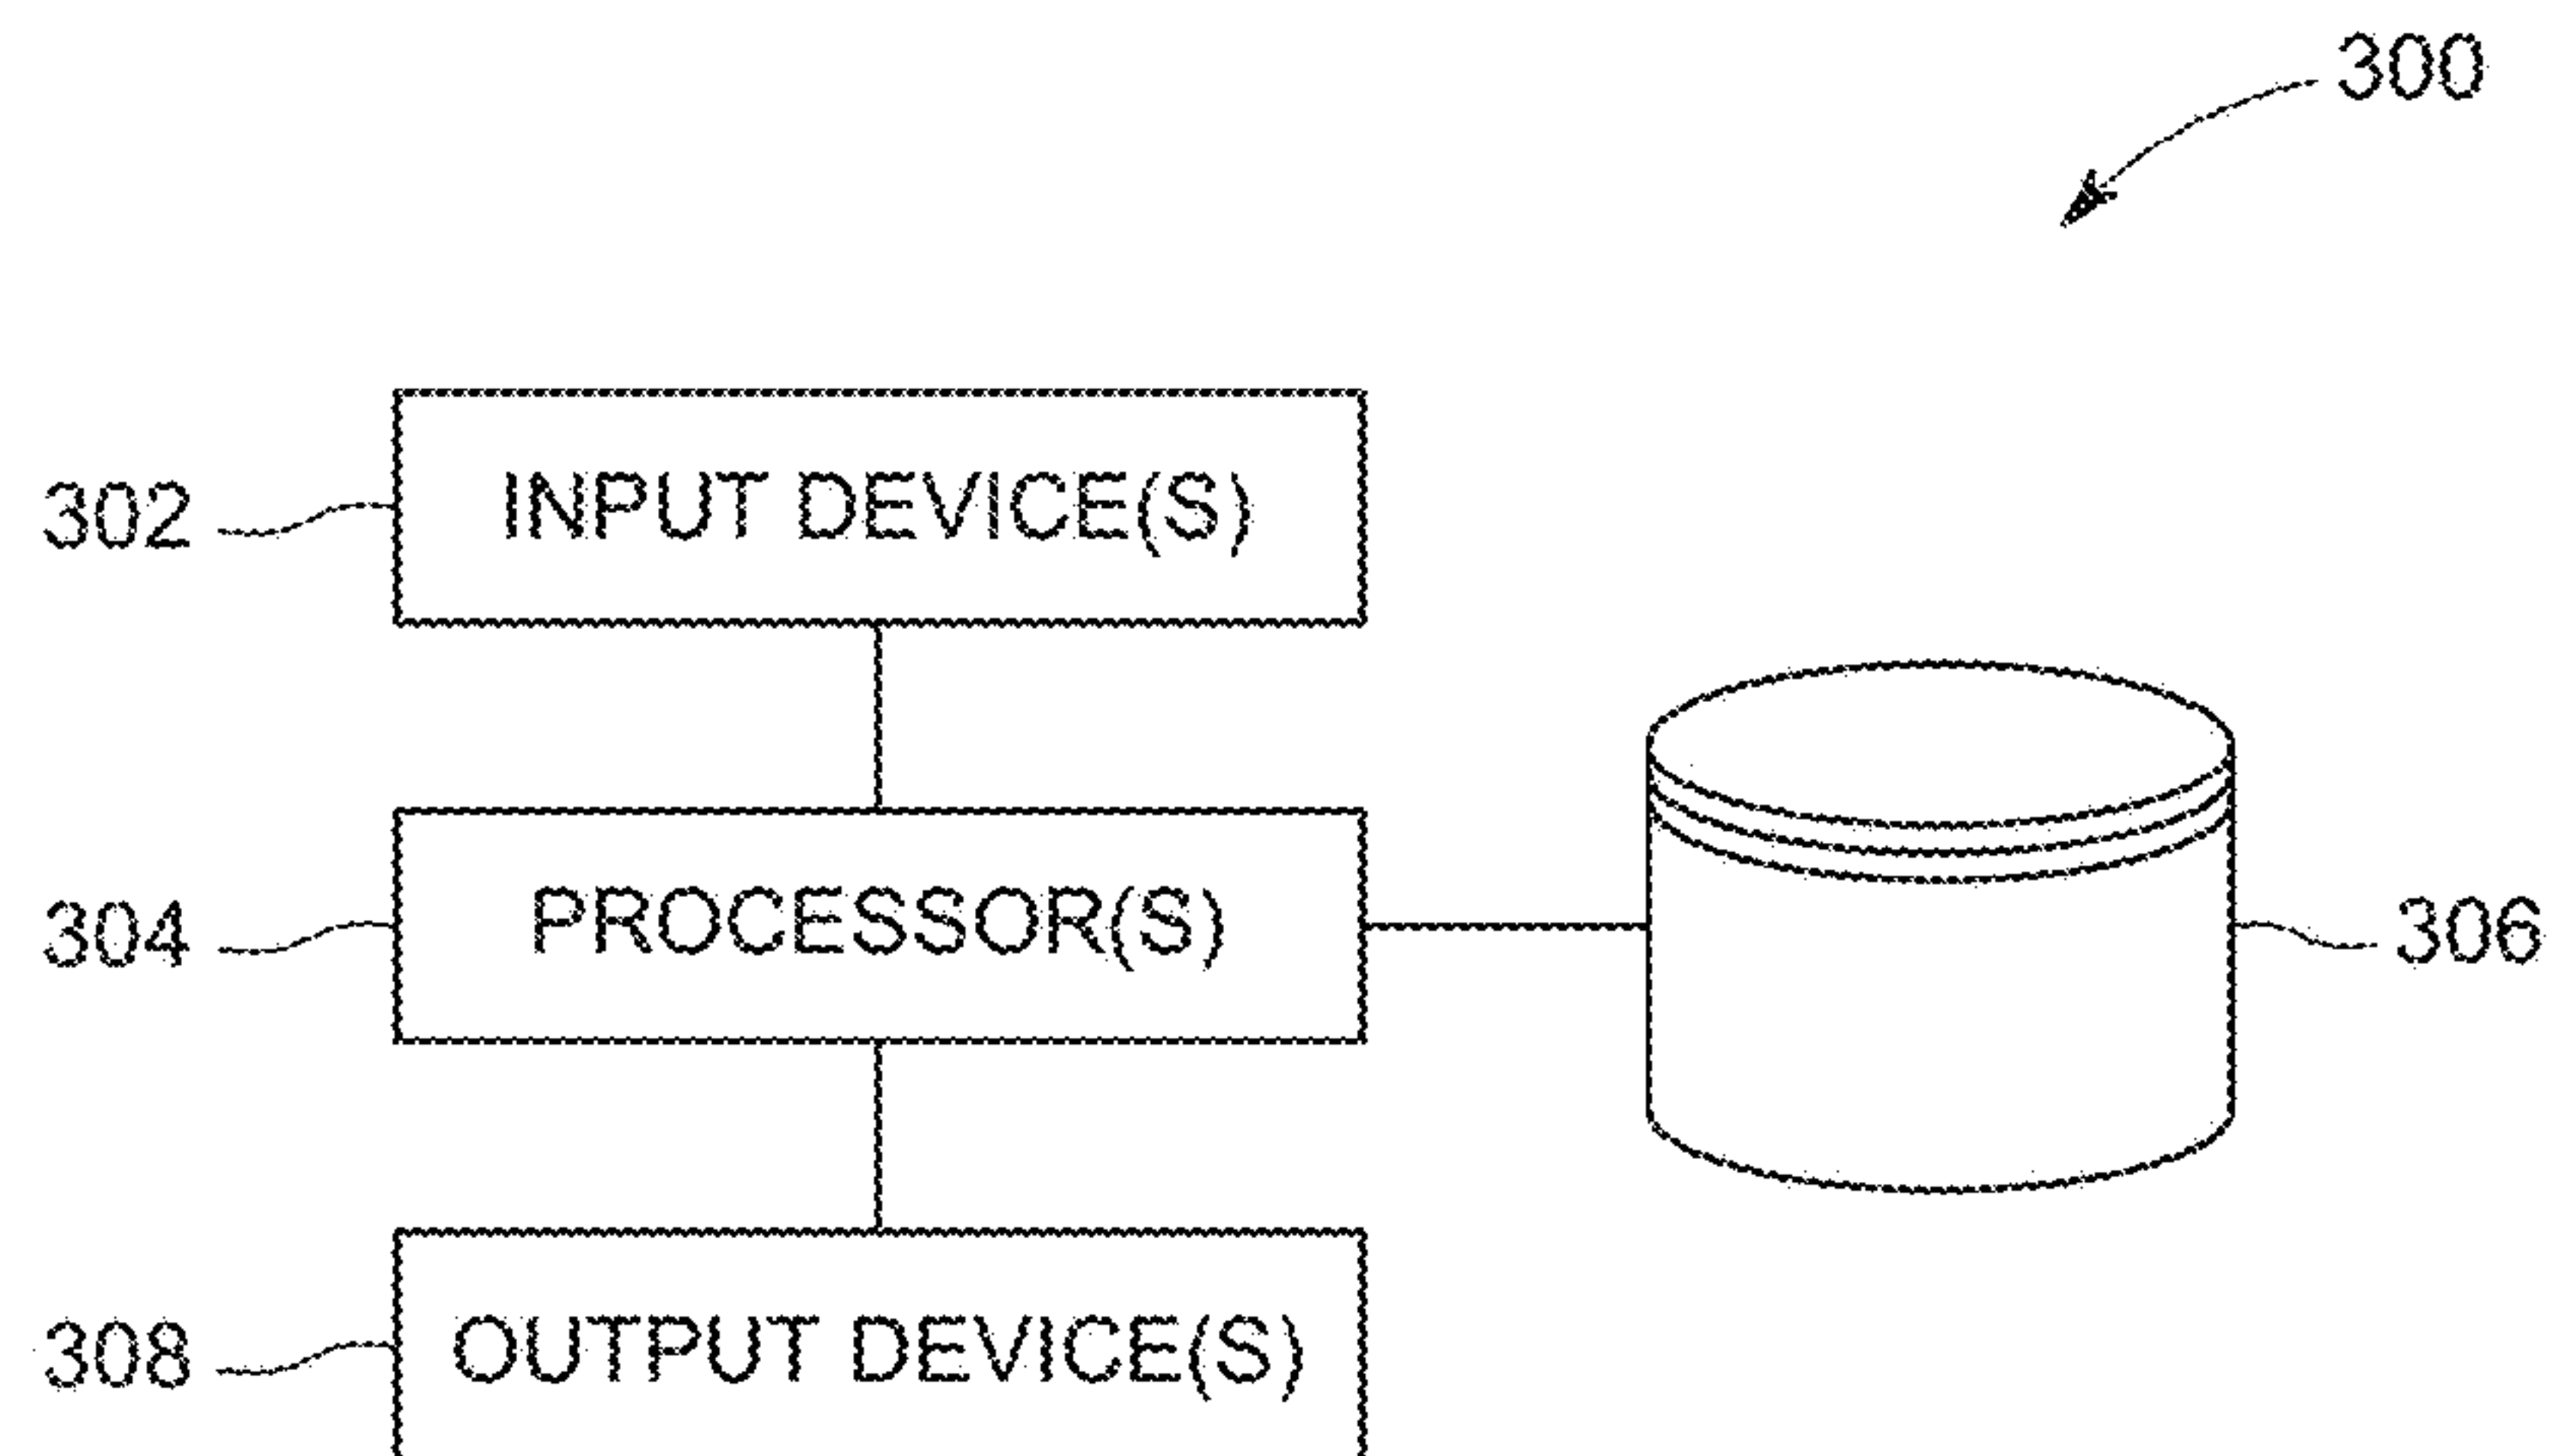 300
302 INPUT DEVICE(S)
304 PROCESSOR(S) 306
308 OUTPUT DEVICE(S)